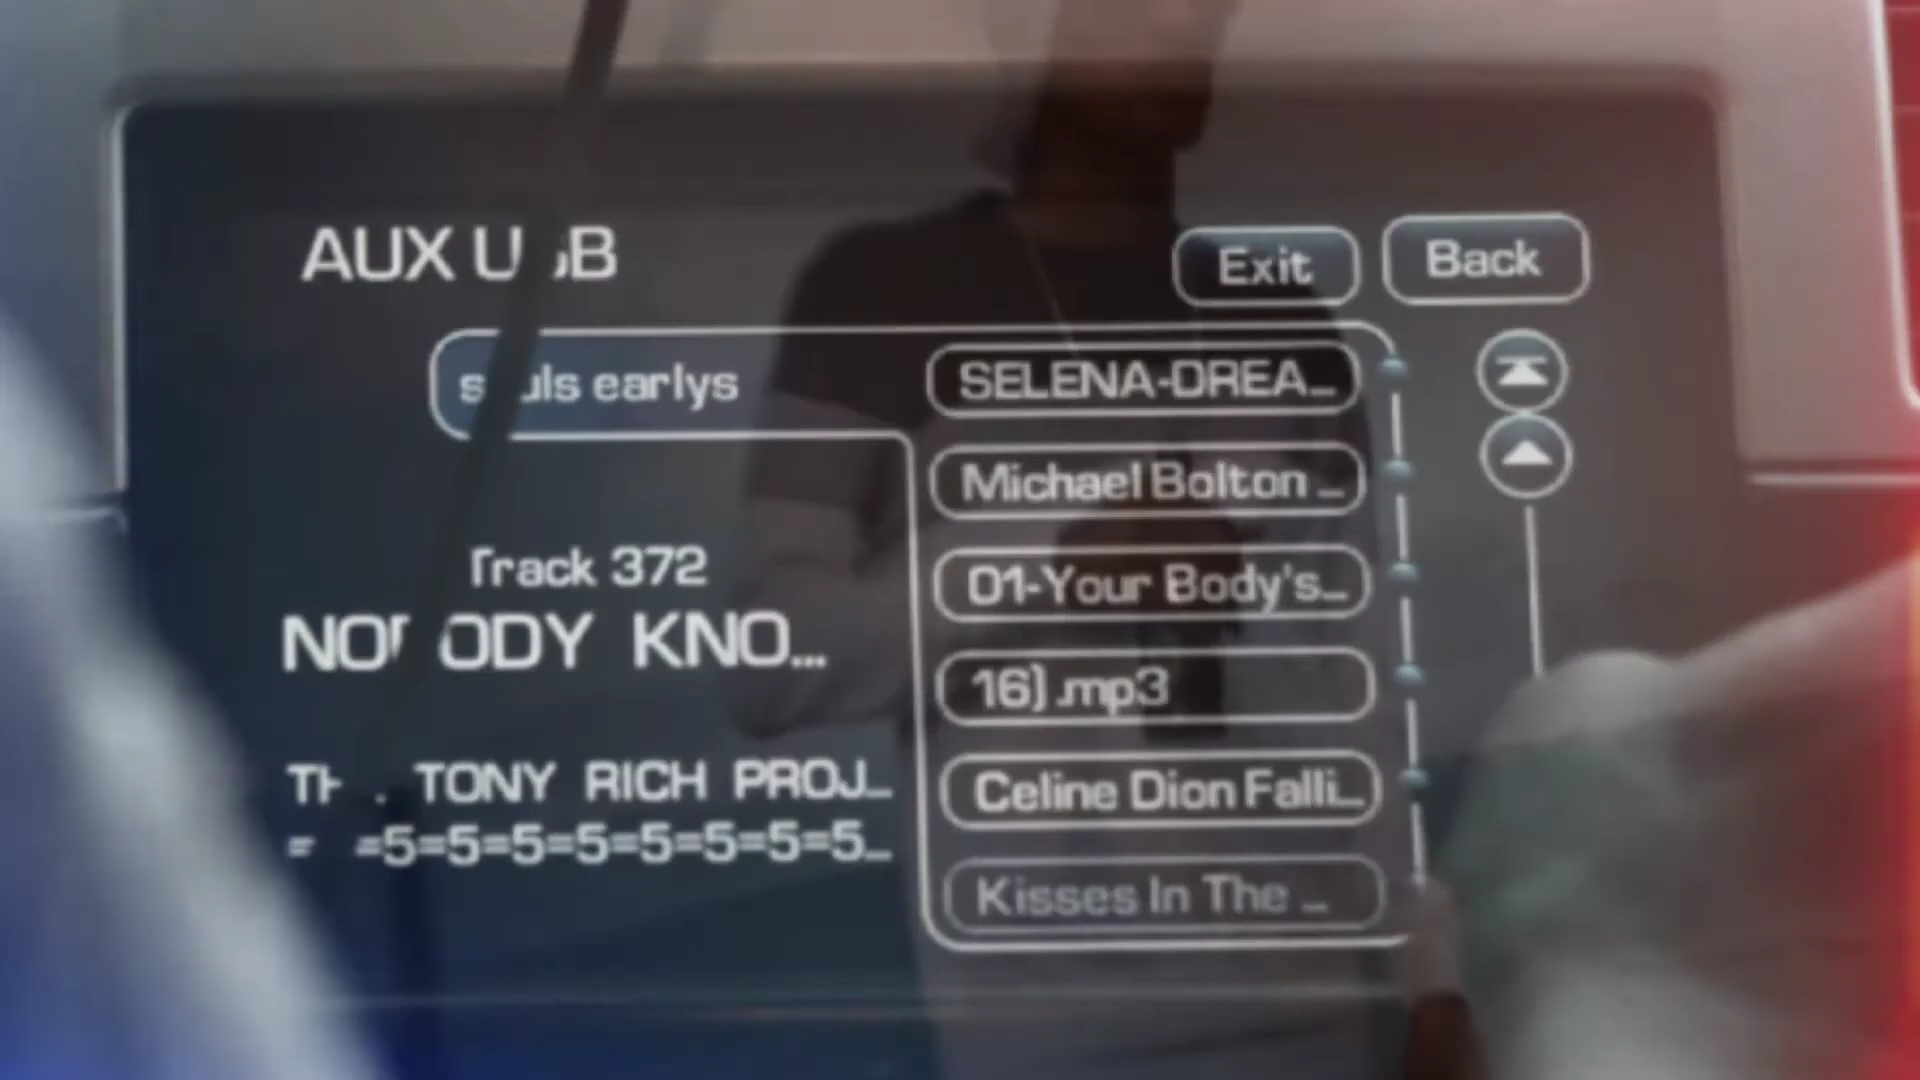 AUX USB
Exit
Back
souls earlys
SELENA-DREA...
Michael Bolton ...
Track 372
01-Your Body's...
NOBODY KNO...
16].mp3
THE TONY RICH PROJ...
Celine Dion Falli...
=5=5=5=5=5=5=5=5...
Kisses In The ...